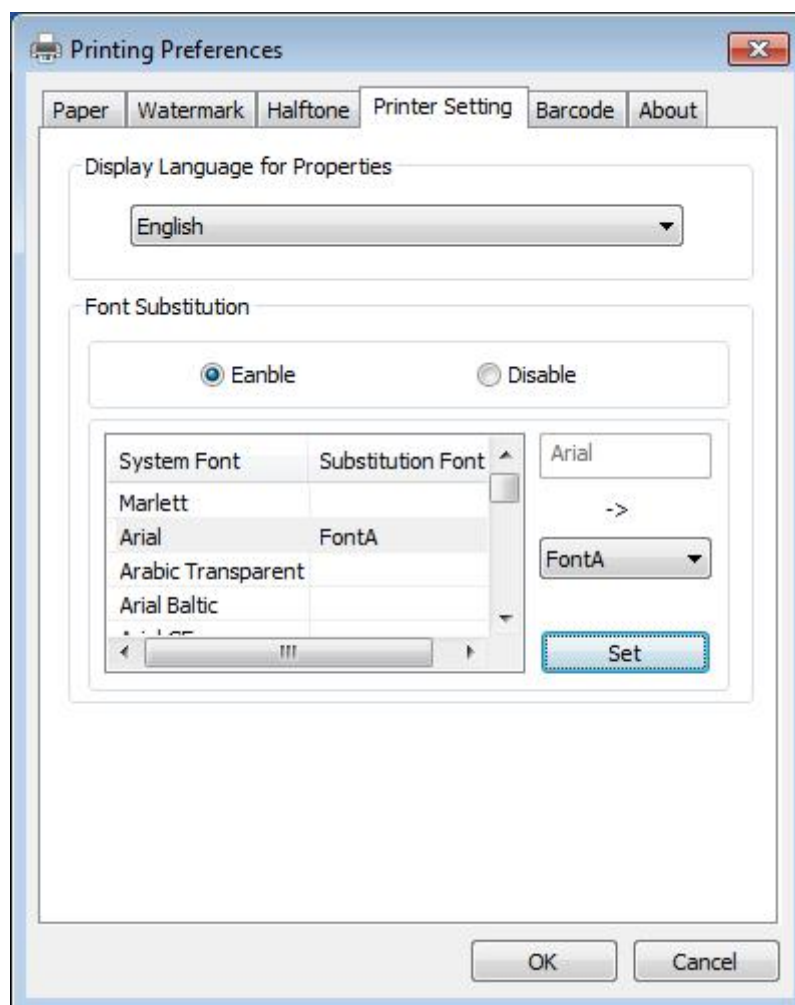 Printing Preferences
Paper Watermark Halftone Printer Setting Barcode About
Display Language for Properties
English
Font Substitution
Eanble Disable
System Font Substitution Font
Marlett
Arial FontA
Arabic Transparent
Arial Baltic
Arial
->
FontA
Set
OK Cancel